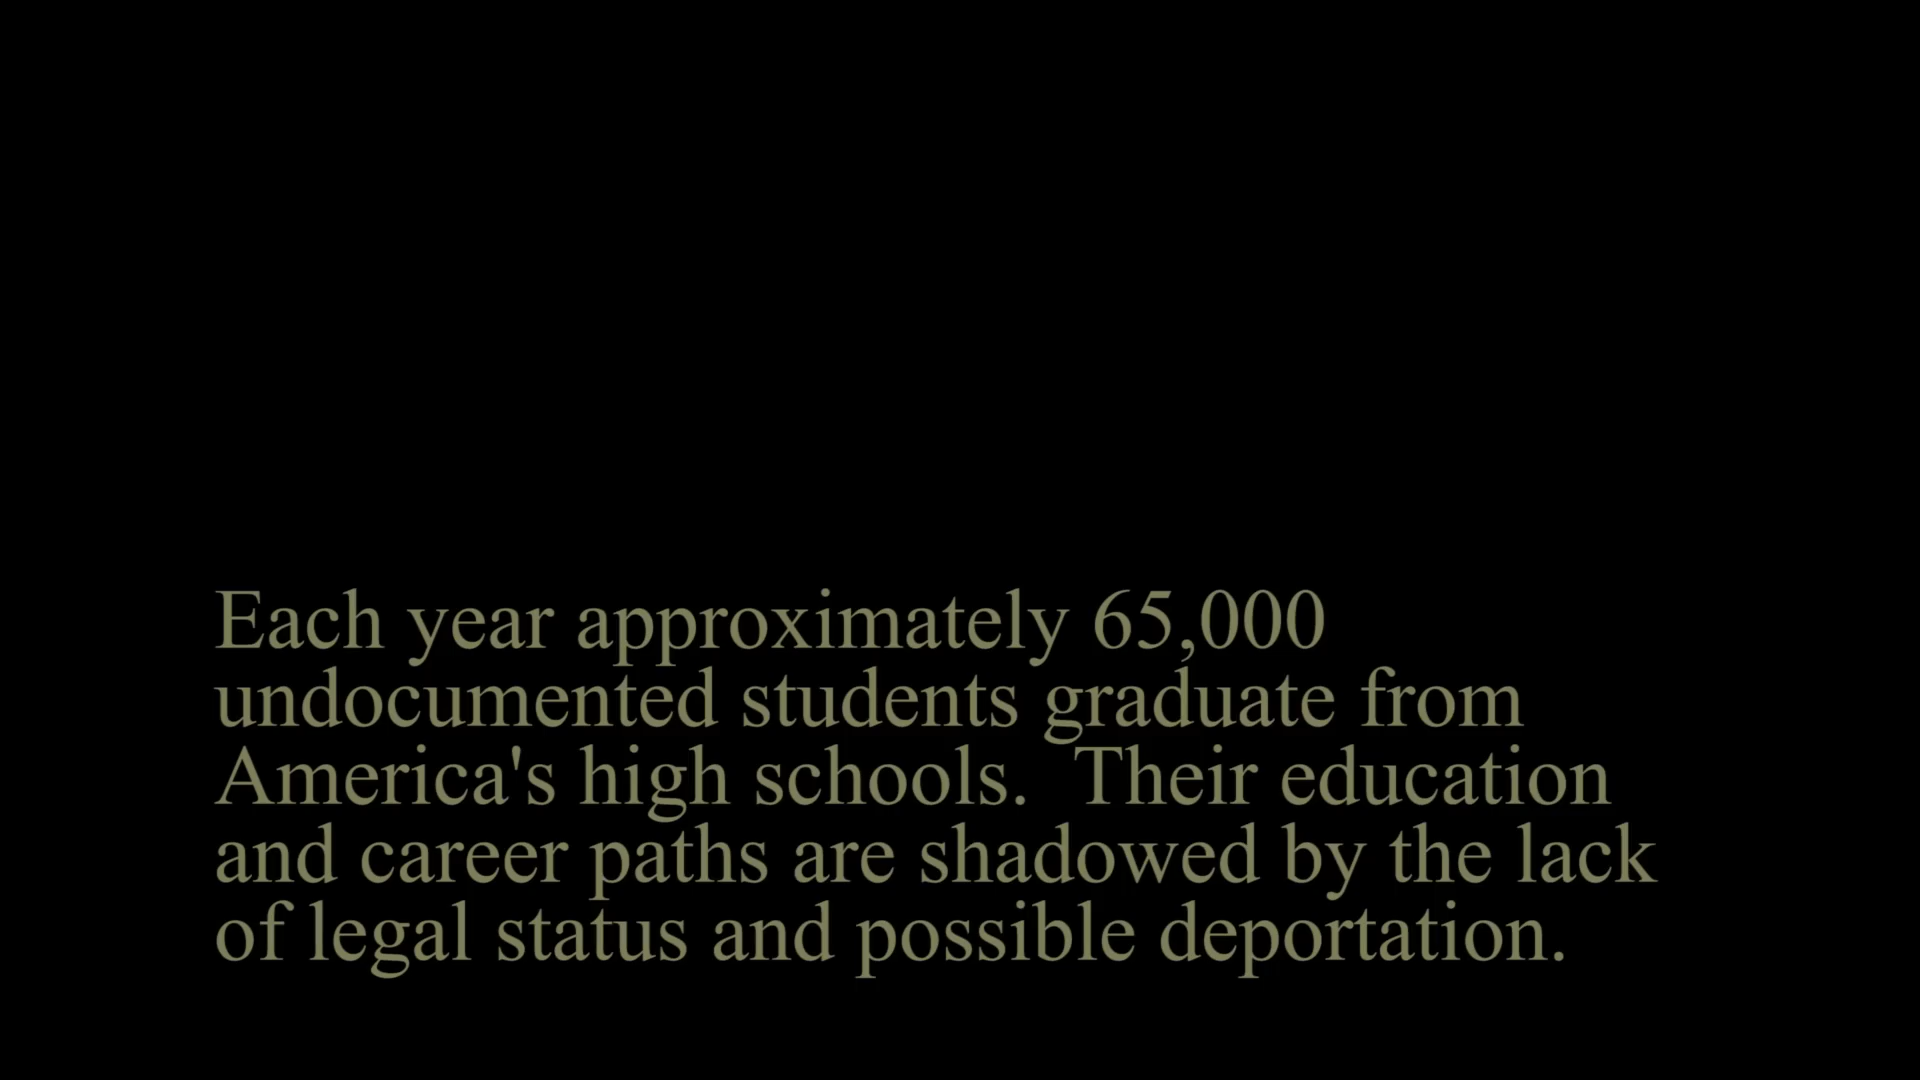 Each year approximately 65,000
undocumented students graduate from
America's high schools.  Their education
and career paths are shadowed by the lack
of legal status and possible deportation.